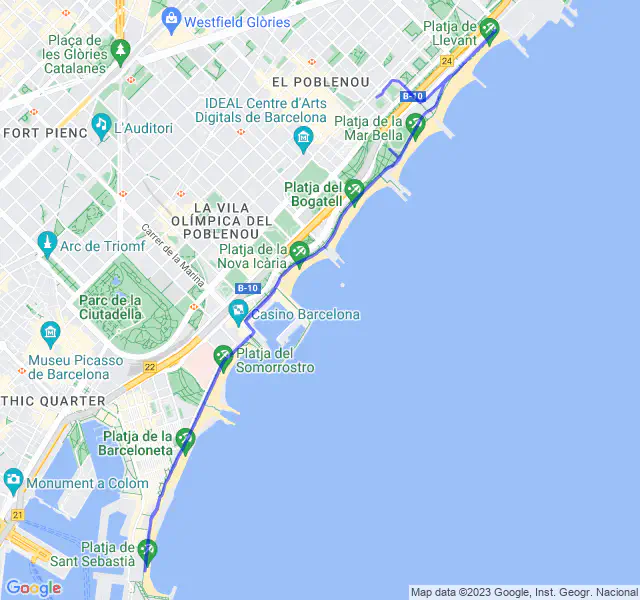 Westfield Glòries
Platja de
Llevant
Plaça de
les Glòries
Catalanes
24
EL POBLENOU
B-10
IDEAL Centre d'Arts
Digitals de Barcelona
FORT PIENC
L'Auditori
Platja de la
Mar Bella
Platja del
Bogatell
LA VILA
OLÍMPICA DEL
POBLENOU
Carrer de la Marina
Arc de Triomf
Platja de la
Nova Icària
B-10
Parc de la
Ciutadella
Casino Barcelona
Museu Picasso
de Barcelona
22
Platja del
Somorrostro
THIC QUARTER
Platja de la
Barceloneta
Monument a Colom
21
Platja de
Sant Sebastià
Google
Map data ©2023 Google, Inst. Geogr. Nacional